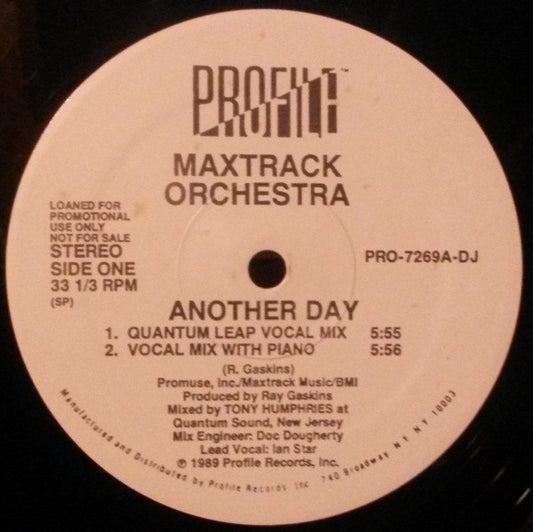 PROFILE™
MAXTRACK
ORCHESTRA
LOANED FOR
PROMOTIONAL
USE ONLY
NOT FOR SALE
STEREO
SIDE ONE
33 1/3 RPM
(SP)
PRO-7269A-DJ
ANOTHER DAY
1. QUANTUM LEAP VOCAL MIX 5:55
2. VOCAL MIX WITH PIANO 5:56
(R. Gaskins)
Promuse, Inc./Maxtrack Music/BMI
Produced by Ray Gaskins
Mixed by TONY HUMPHRIES at
Quantum Sound, New Jersey
Mix Engineer: Doc Dougherty
Lead Vocal: Ian Star
℗ 1989 Profile Records, Inc.
Manufactured and Distributed by Profile Records Inc 740 Broadway NY NY 10003